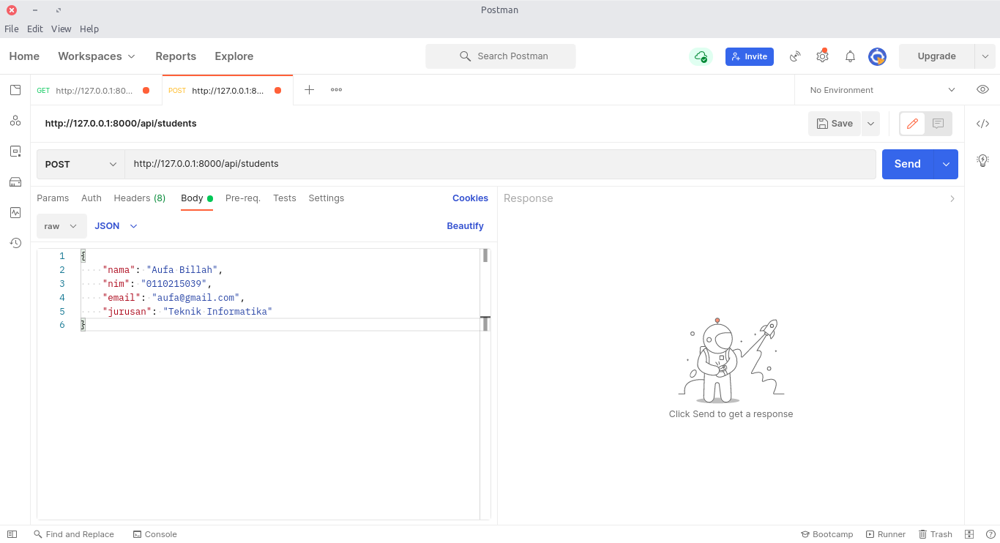 Postman
File Edit View Help
Home Workspaces Reports Explore Search Postman Invite Upgrade
GET http://127.0.0.1:80... POST http://127.0.0.1:8... No Environment
http://127.0.0.1:8000/api/students Save
POST http://127.0.0.1:8000/api/students Send
Params Auth Headers (8) Body Pre-req. Tests Settings Cookies Response
raw JSON Beautify
1 {
2 ····"nama":·"Aufa·Billah",
3 ····"nim":·"0110215039",
4 ····"email":·"aufa@gmail.com",
5 ····"jurusan":·"Teknik·Informatika"
6 }
Click Send to get a response
Find and Replace Console Bootcamp Runner Trash